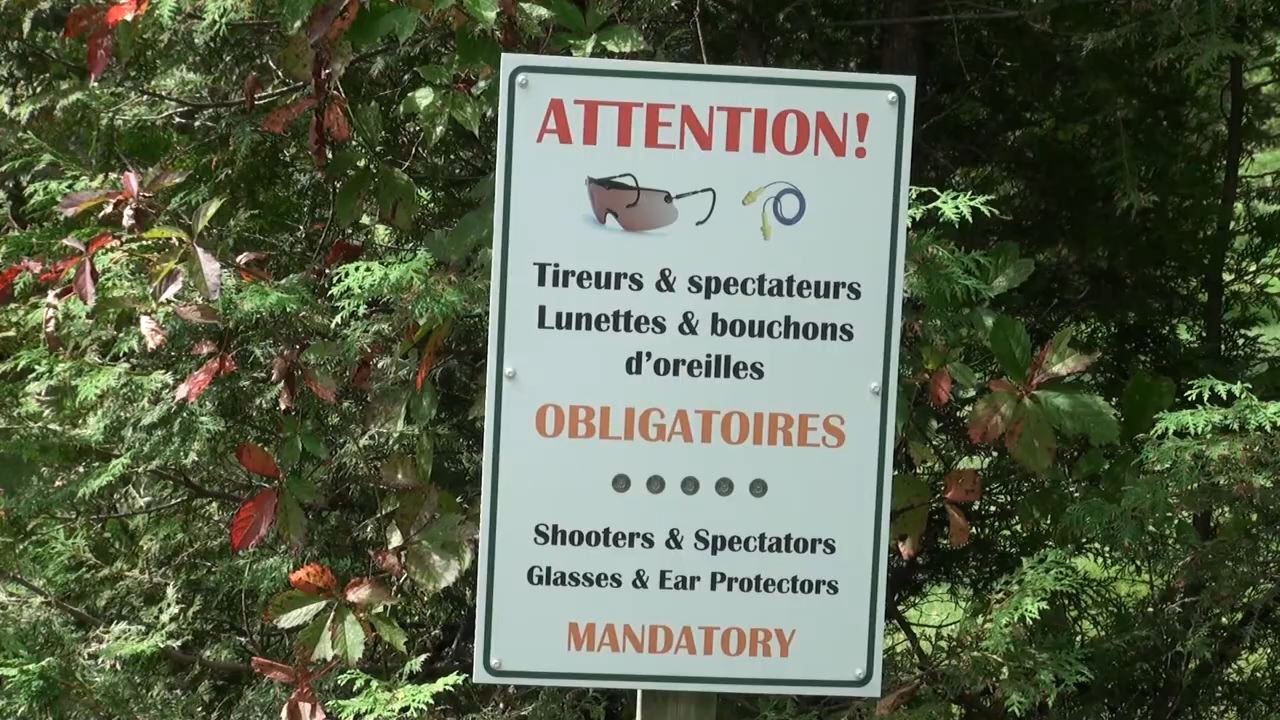 ATTENTION!
Tireurs & spectateurs
Lunettes & bouchons
d'oreilles
OBLIGATOIRES
Shooters & Spectators
Glasses & Ear Protectors
MANDATORY